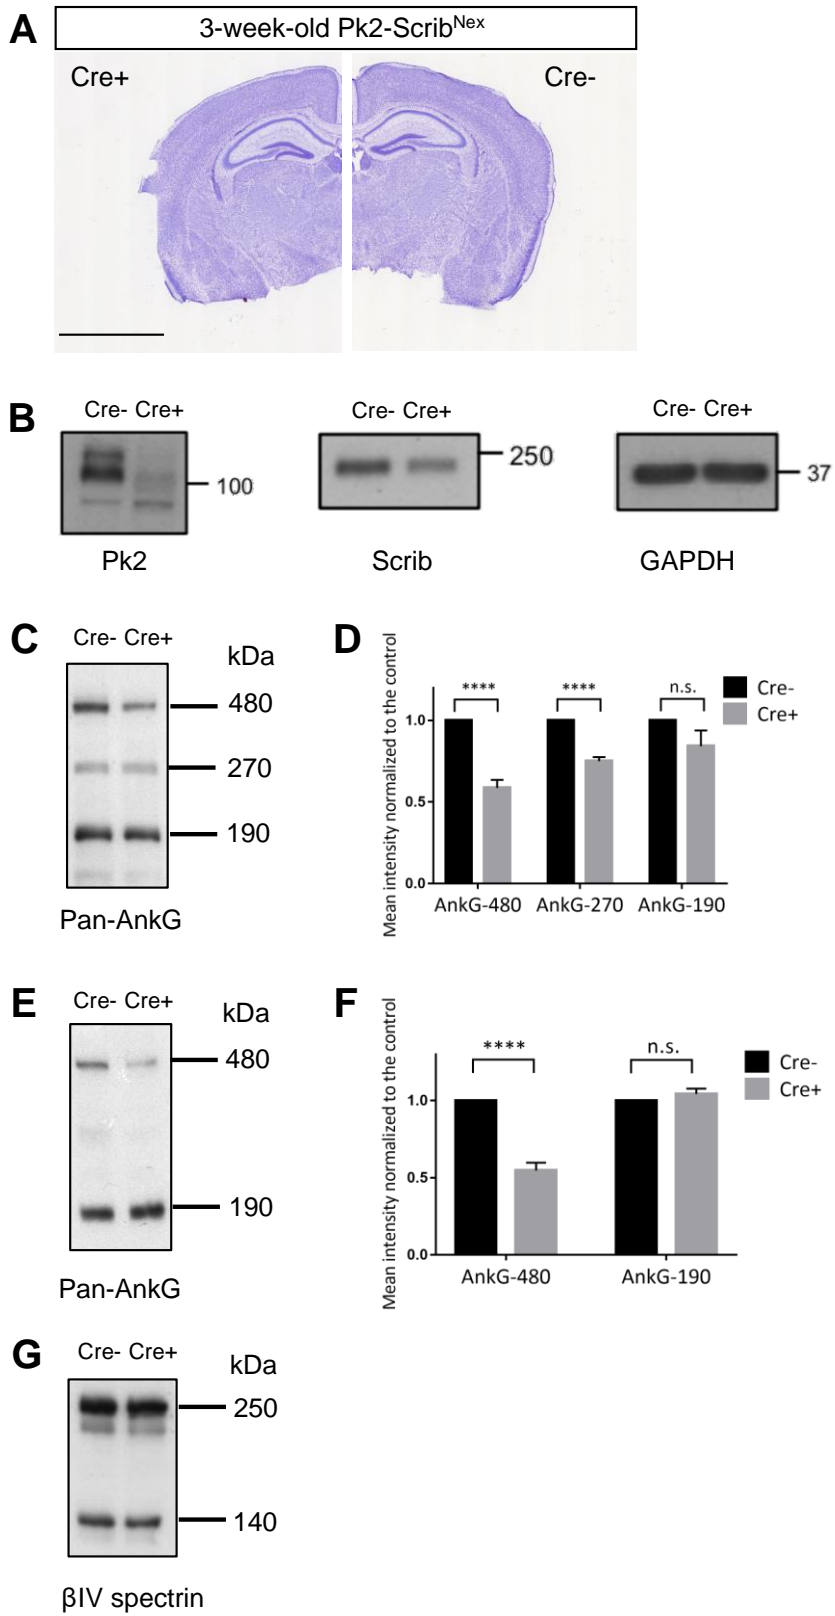 A
3-week-old Pk2-Scrib^Nex
Cre+ Cre-
B
Cre- Cre+
100
Pk2
Cre- Cre+
250
Scrib
Cre- Cre+
37
GAPDH
C
Cre- Cre+
kDa
480
270
190
Pan-AnkG
D
Mean intensity normalized to the control
1.0
0.5
0.0
**** **** n.s.
Cre-
Cre+
AnkG-480 AnkG-270 AnkG-190
E
Cre- Cre+
kDa
480
190
Pan-AnkG
F
Mean intensity normalized to the control
1.0
0.5
0.0
**** n.s.
Cre-
Cre+
AnkG-480 AnkG-190
G
Cre- Cre+
kDa
250
140
βIV spectrin